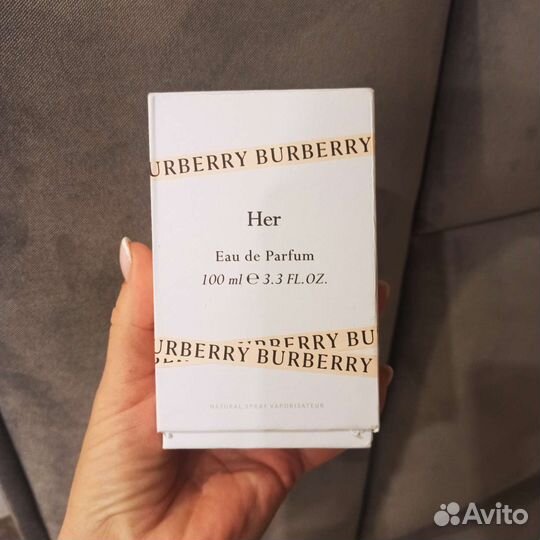 URBERRY BURBERRY
Her
Eau de Parfum
100 ml ℮ 3.3 FL.OZ.
BERRY BURBERRY
URBERRY BURBERRY
NATURAL SPRAY VAPORISATEUR
Avito